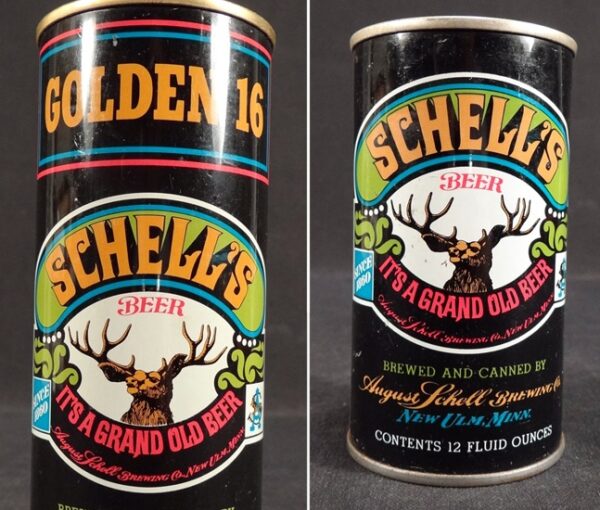 GOLDEN 16
SCHELL'S
BEER
SINCE
1860
IT'S A GRAND OLD BEER
August Schell BREWING Co. NEW ULM, MINN.
SCHELL'S
BEER
SINCE
1860
IT'S A GRAND OLD BEER
August Schell BREWING Co. NEW ULM, MINN.
BREWED AND CANNED BY
August Schell BREWING Co.
NEW ULM, MINN.
CONTENTS 12 FLUID OUNCES